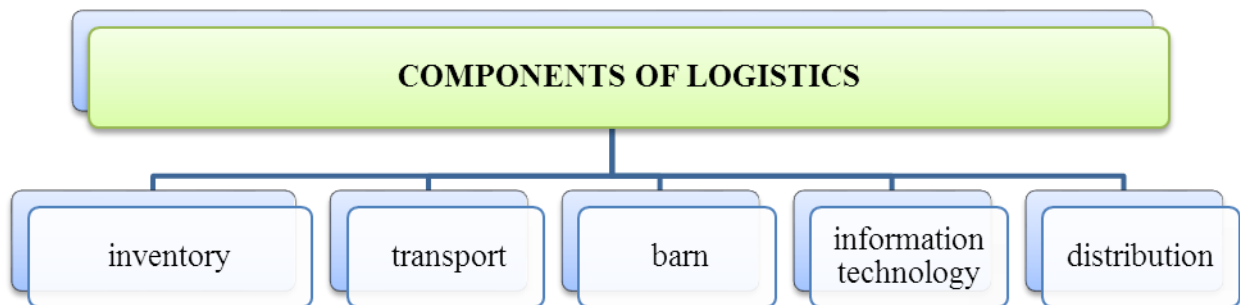 COMPONENTS OF LOGISTICS
inventory
transport
barn
information
technology
distribution